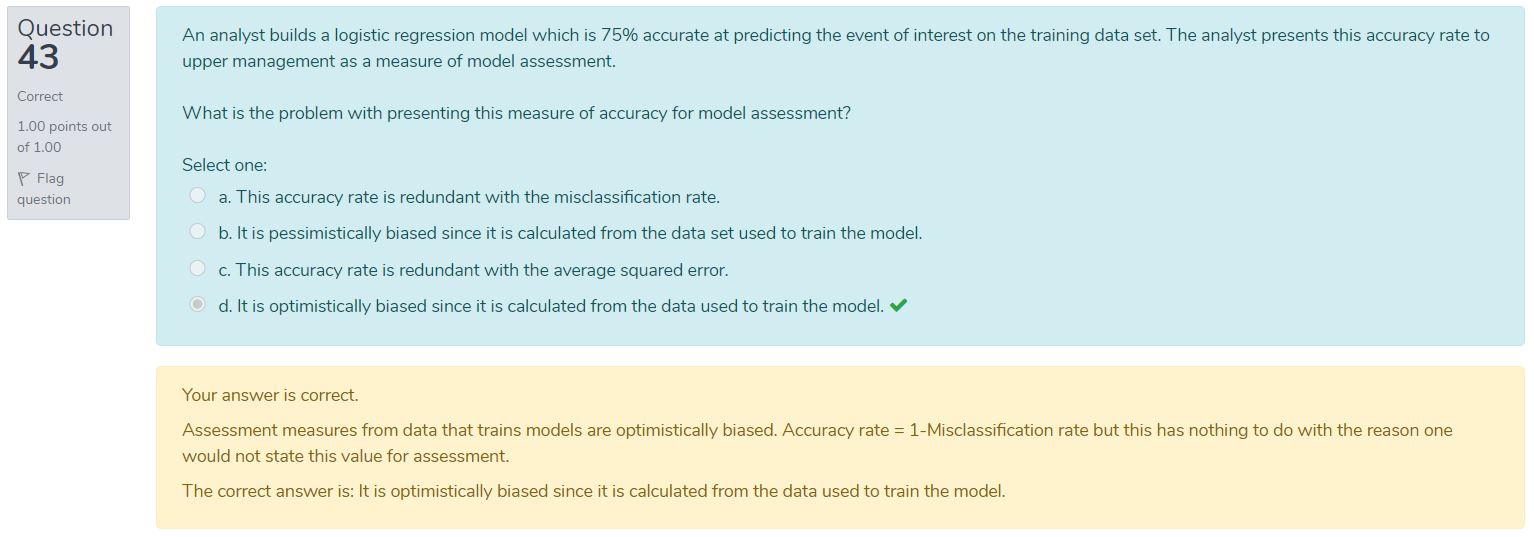 Question
43
Correct
1.00 points out
of 1.00
Flag
question
An analyst builds a logistic regression model which is 75% accurate at predicting the event of interest on the training data set. The analyst presents this accuracy rate to
upper management as a measure of model assessment.
What is the problem with presenting this measure of accuracy for model assessment?
Select one:
a. This accuracy rate is redundant with the misclassification rate.
b. It is pessimistically biased since it is calculated from the data set used to train the model.
c. This accuracy rate is redundant with the average squared error.
d. It is optimistically biased since it is calculated from the data used to train the model.
Your answer is correct.
Assessment measures from data that trains models are optimistically biased. Accuracy rate = 1-Misclassification rate but this has nothing to do with the reason one
would not state this value for assessment.
The correct answer is: It is optimistically biased since it is calculated from the data used to train the model.